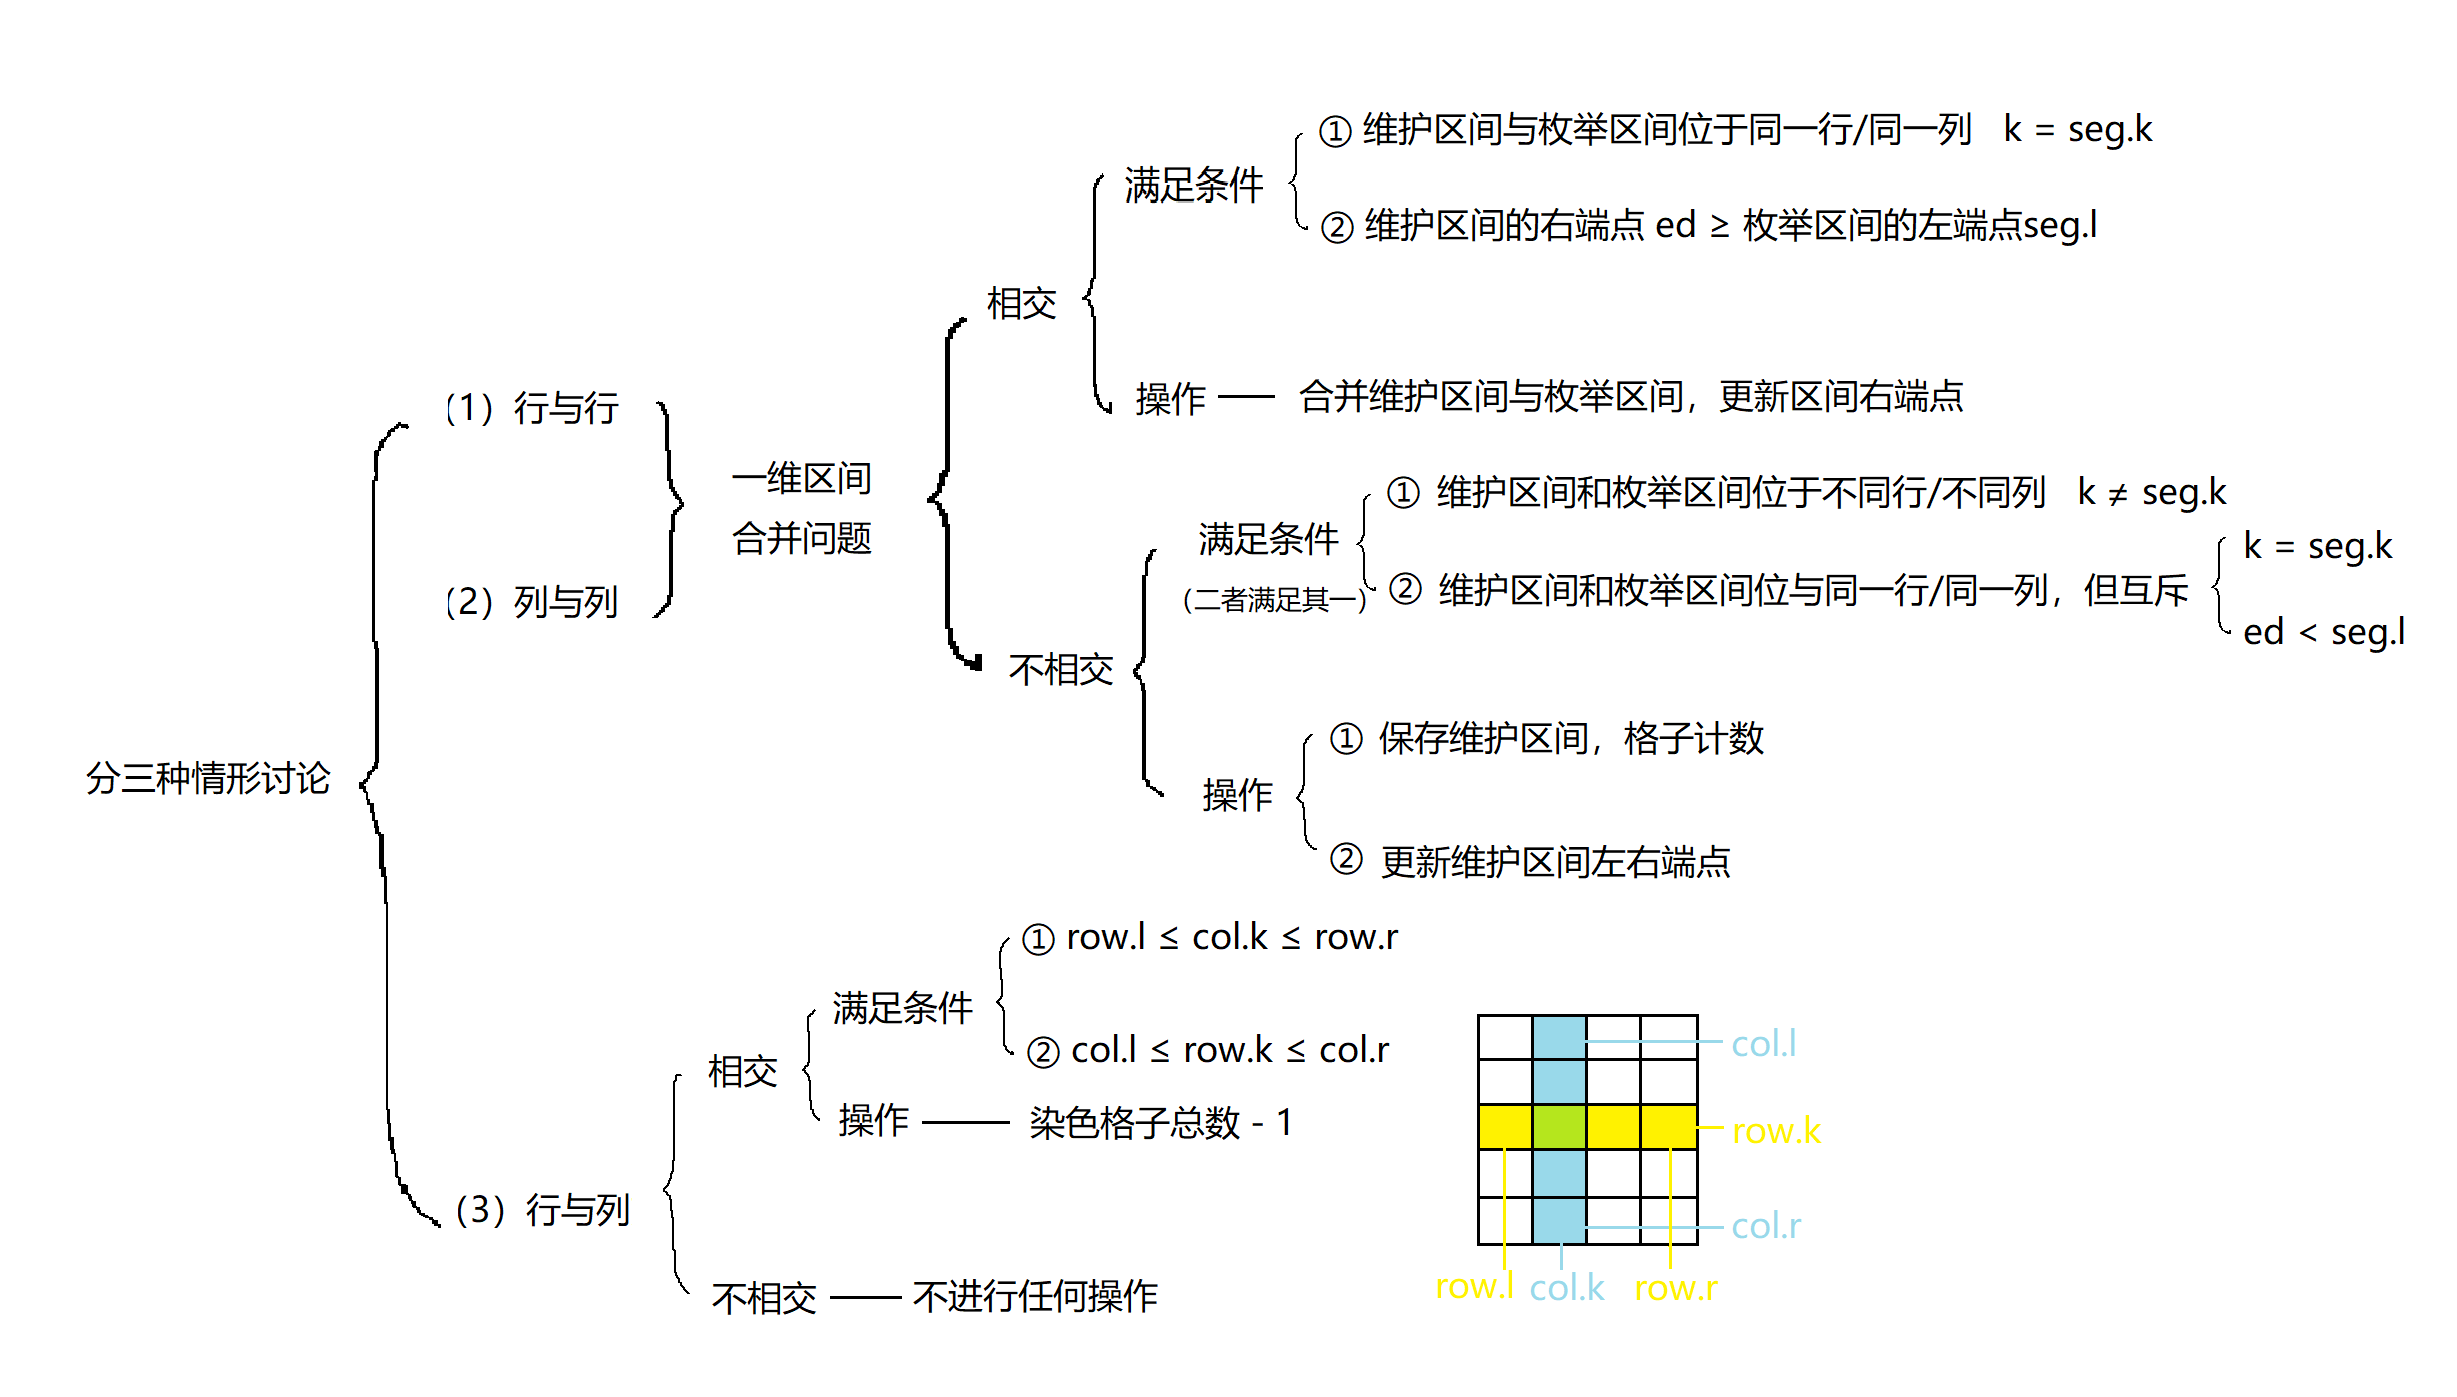 ① 维护区间与枚举区间位于同一行/同一列 k = seg.k
满足条件
② 维护区间的右端点 ed ≥ 枚举区间的左端点seg.l
相交
操作
合并维护区间与枚举区间，更新区间右端点
（1）行与行
一维区间
合并问题
（2）列与列
① 维护区间和枚举区间位于不同行/不同列 k ≠ seg.k
满足条件
（二者满足其一）
② 维护区间和枚举区间位与同一行/同一列，但互斥
k = seg.k
ed < seg.l
不相交
① 保存维护区间，格子计数
操作
② 更新维护区间左右端点
分三种情形讨论
① row.l ≤ col.k ≤ row.r
满足条件
② col.l ≤ row.k ≤ col.r
相交
操作
染色格子总数 - 1
（3）行与列
不相交
不进行任何操作
col.l
row.k
col.r
row.l col.k row.r